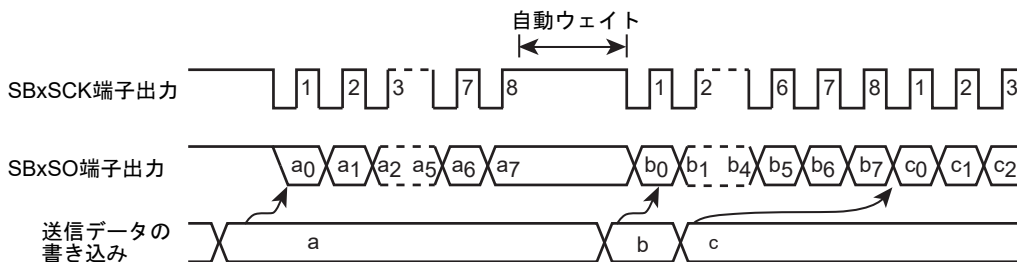 自動ウェイト
SBxSCK端子出力
1 2 3 7 8 1 2 6 7 8 1 2 3
SBxSO端子出力
a0 a1 a2 a5 a6 a7 b0 b1 b4 b5 b6 b7 c0 c1 c2
送信データの
書き込み
a b c